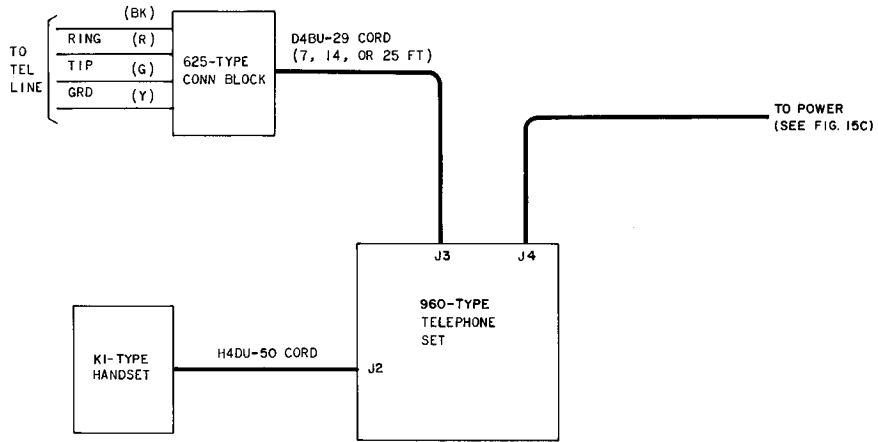 (BK)
RING (R)
TIP (G)
GRD (Y)
TO
TEL
LINE
625-TYPE
CONN BLOCK
D4BU-29 CORD
(7, 14, OR 25 FT)
TO POWER
(SEE FIG. 15C)
J3 J4
960-TYPE
TELEPHONE
SET
J2
H4DU-50 CORD
K1-TYPE
HANDSET